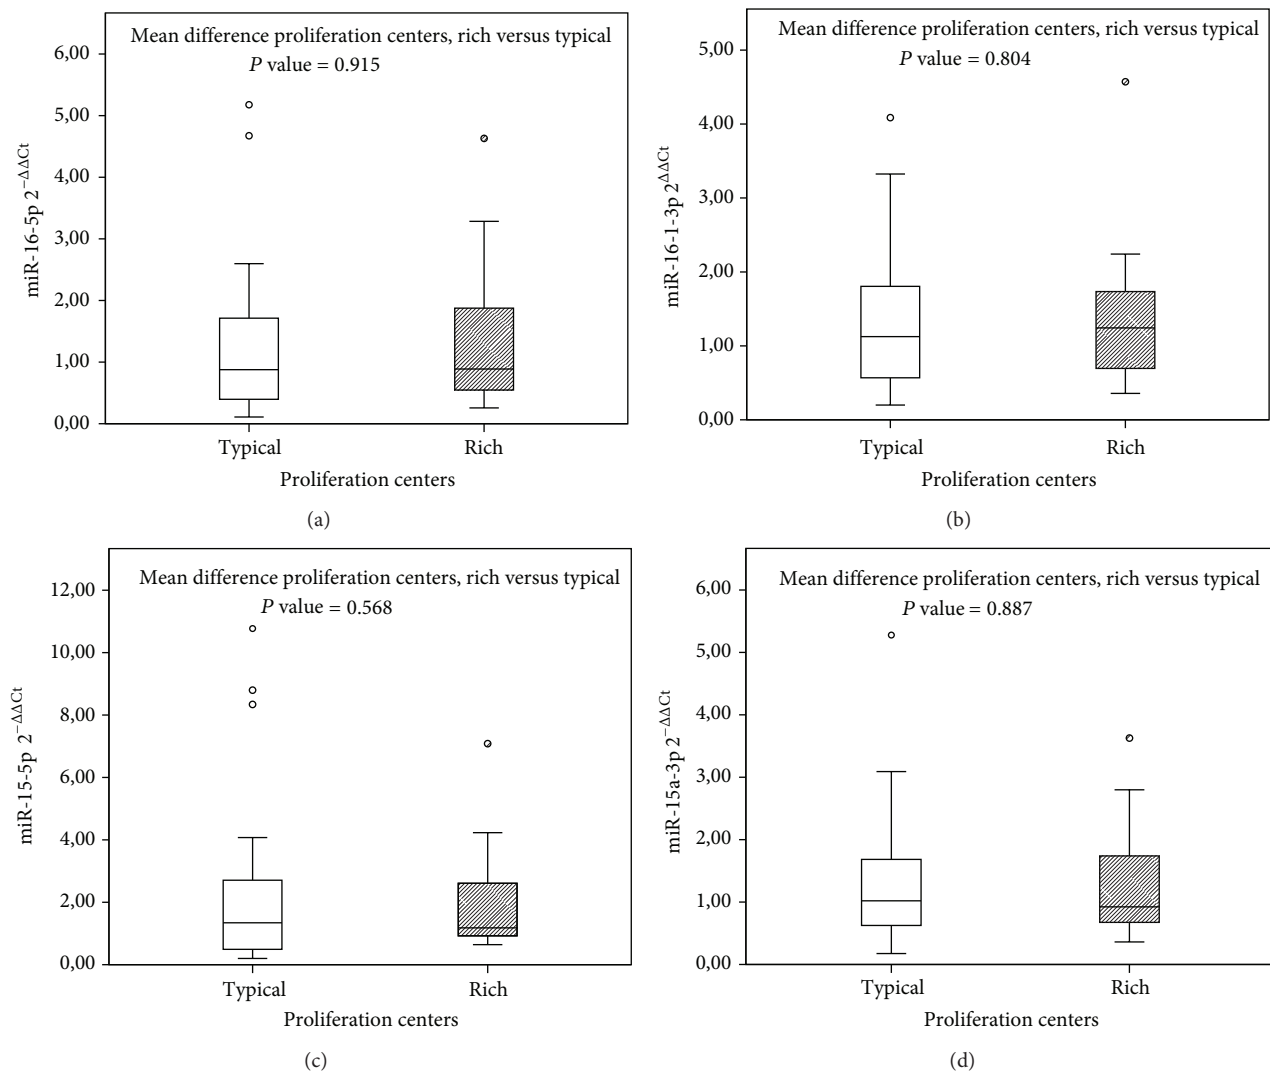 Mean difference proliferation centers, rich versus typical
P value = 0.915
6,00
5,00
4,00
3,00
2,00
1,00
0,00
miR-16-5p 2^−ΔΔCt
Typical
Rich
Proliferation centers
(a)
Mean difference proliferation centers, rich versus typical
P value = 0.804
5,00
4,00
3,00
2,00
1,00
0,00
miR-16-1-3p 2^ΔΔCt
Typical
Rich
Proliferation centers
(b)
Mean difference proliferation centers, rich versus typical
P value = 0.568
12,00
10,00
8,00
6,00
4,00
2,00
0,00
miR-15-5p 2^−ΔΔCt
Typical
Rich
Proliferation centers
(c)
Mean difference proliferation centers, rich versus typical
P value = 0.887
6,00
5,00
4,00
3,00
2,00
1,00
0,00
miR-15a-3p 2^−ΔΔCt
Typical
Rich
Proliferation centers
(d)